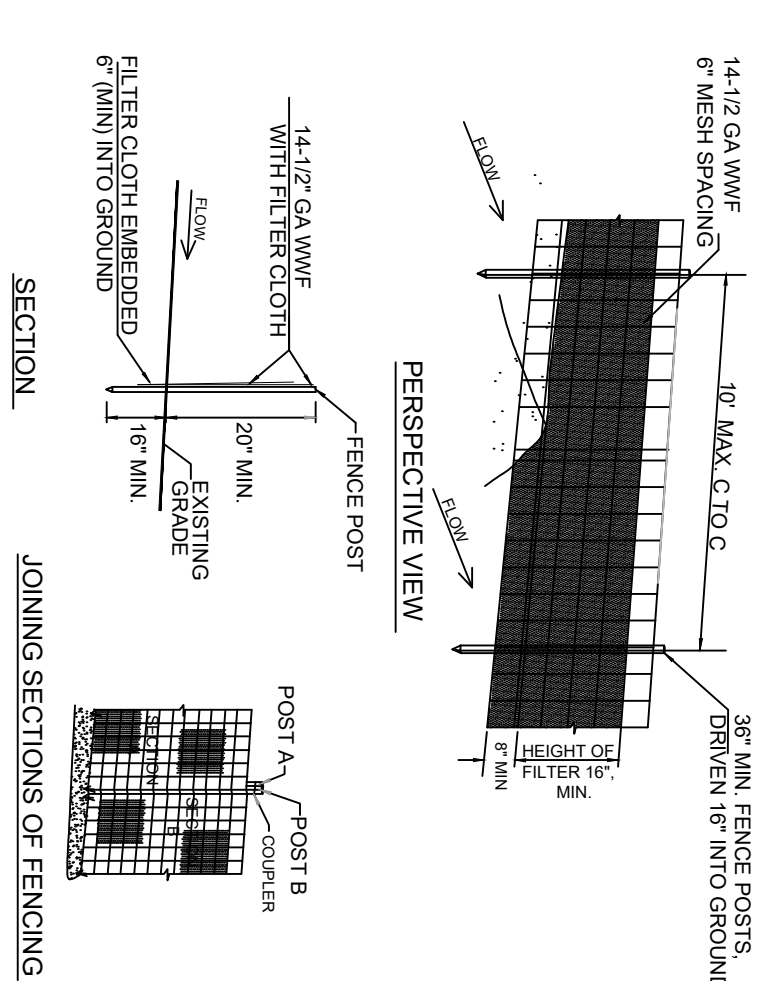 14-1/2 GA WWF
6" MESH SPACING
10' MAX. C TO C
36" MIN. FENCE POSTS,
DRIVEN 16" INTO GROUND
FLOW
FLOW
HEIGHT OF
FILTER 16",
MIN.
8" MIN
PERSPECTIVE VIEW
14-1/2" GA WWF
WITH FILTER CLOTH
FENCE POST
FLOW
20" MIN.
EXISTING
GRADE
16" MIN.
FILTER CLOTH EMBEDDED
6" (MIN) INTO GROUND
SECTION
POST A
POST B
COUPLER
SECTION
B
JOINING SECTIONS OF FENCING